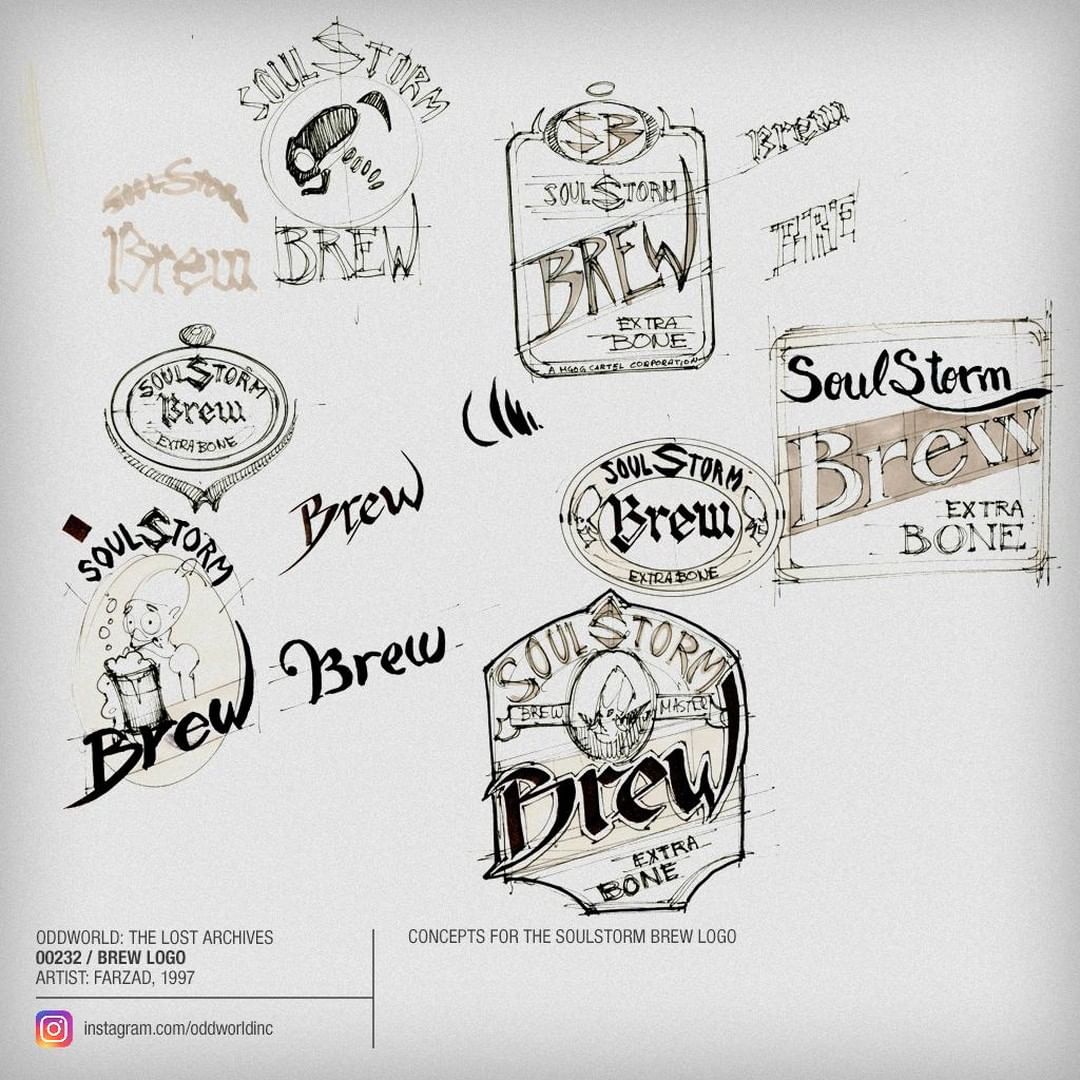 SOULSTORM
BREW
SoulStorm
Brew
SB
SOULSTORM
BREW
EXTRA
BONE
A MGOG CARTEL CORPORATION
Brew
BRE
SOULSTORM
Brew
EXTRA BONE
SoulStorm
Brew
EXTRA
BONE
Brew
SOULSTORM
Brew
EXTRA BONE
SOULSTORM
Brew
Brew
SOULSTORM
BREW MASTER
Brew
EXTRA
BONE
ODDWORLD: THE LOST ARCHIVES
00232 / BREW LOGO
ARTIST: FARZAD, 1997
instagram.com/oddworldinc
CONCEPTS FOR THE SOULSTORM BREW LOGO